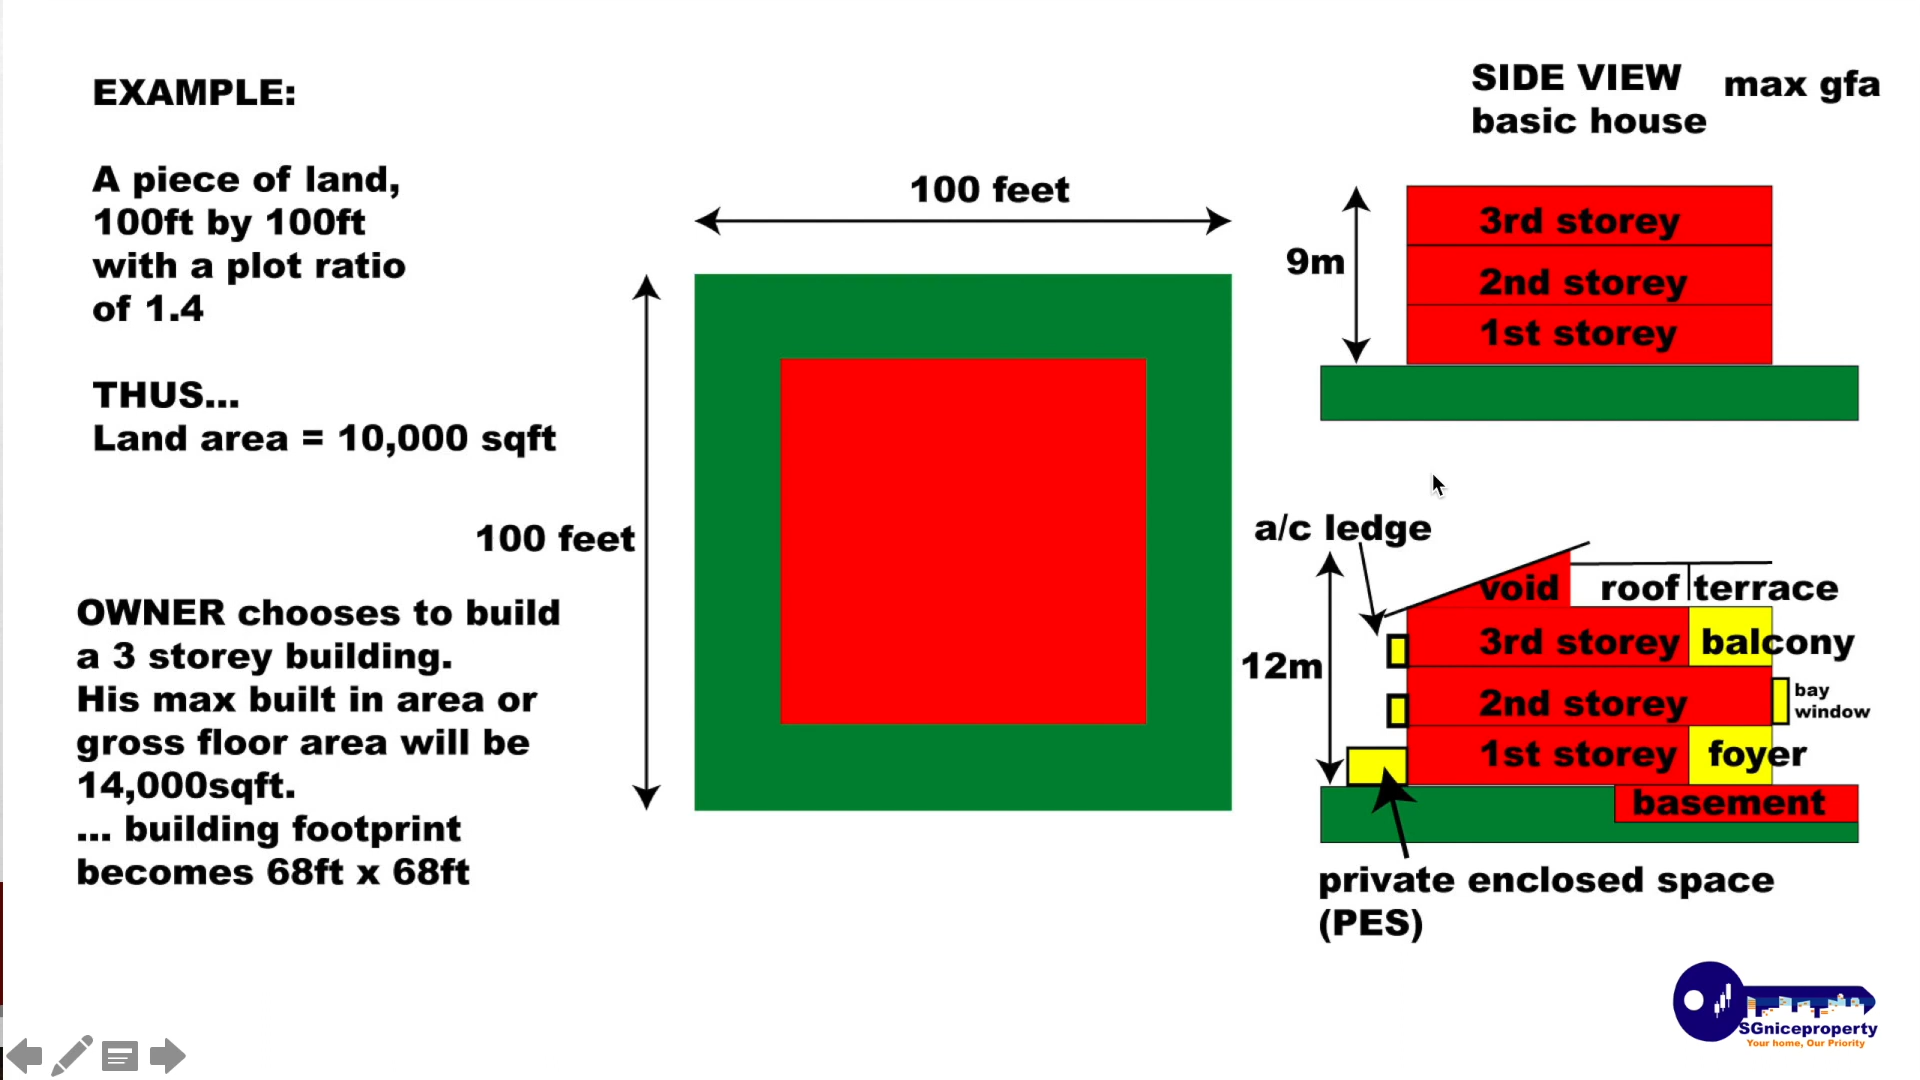 EXAMPLE:
A piece of land,
100ft by 100ft
with a plot ratio
of 1.4
THUS...
Land area = 10,000 sqft
OWNER chooses to build
a 3 storey building.
His max built in area or
gross floor area will be
14,000sqft.
... building footprint
becomes 68ft x 68ft
100 feet
100 feet
SIDE VIEW
basic house
max gfa
9m
3rd storey
2nd storey
1st storey
a/c ledge
12m
void
roof terrace
3rd storey
balcony
2nd storey
bay
window
1st storey
foyer
basement
private enclosed space
(PES)
SGniceproperty
Your home, Our Priority